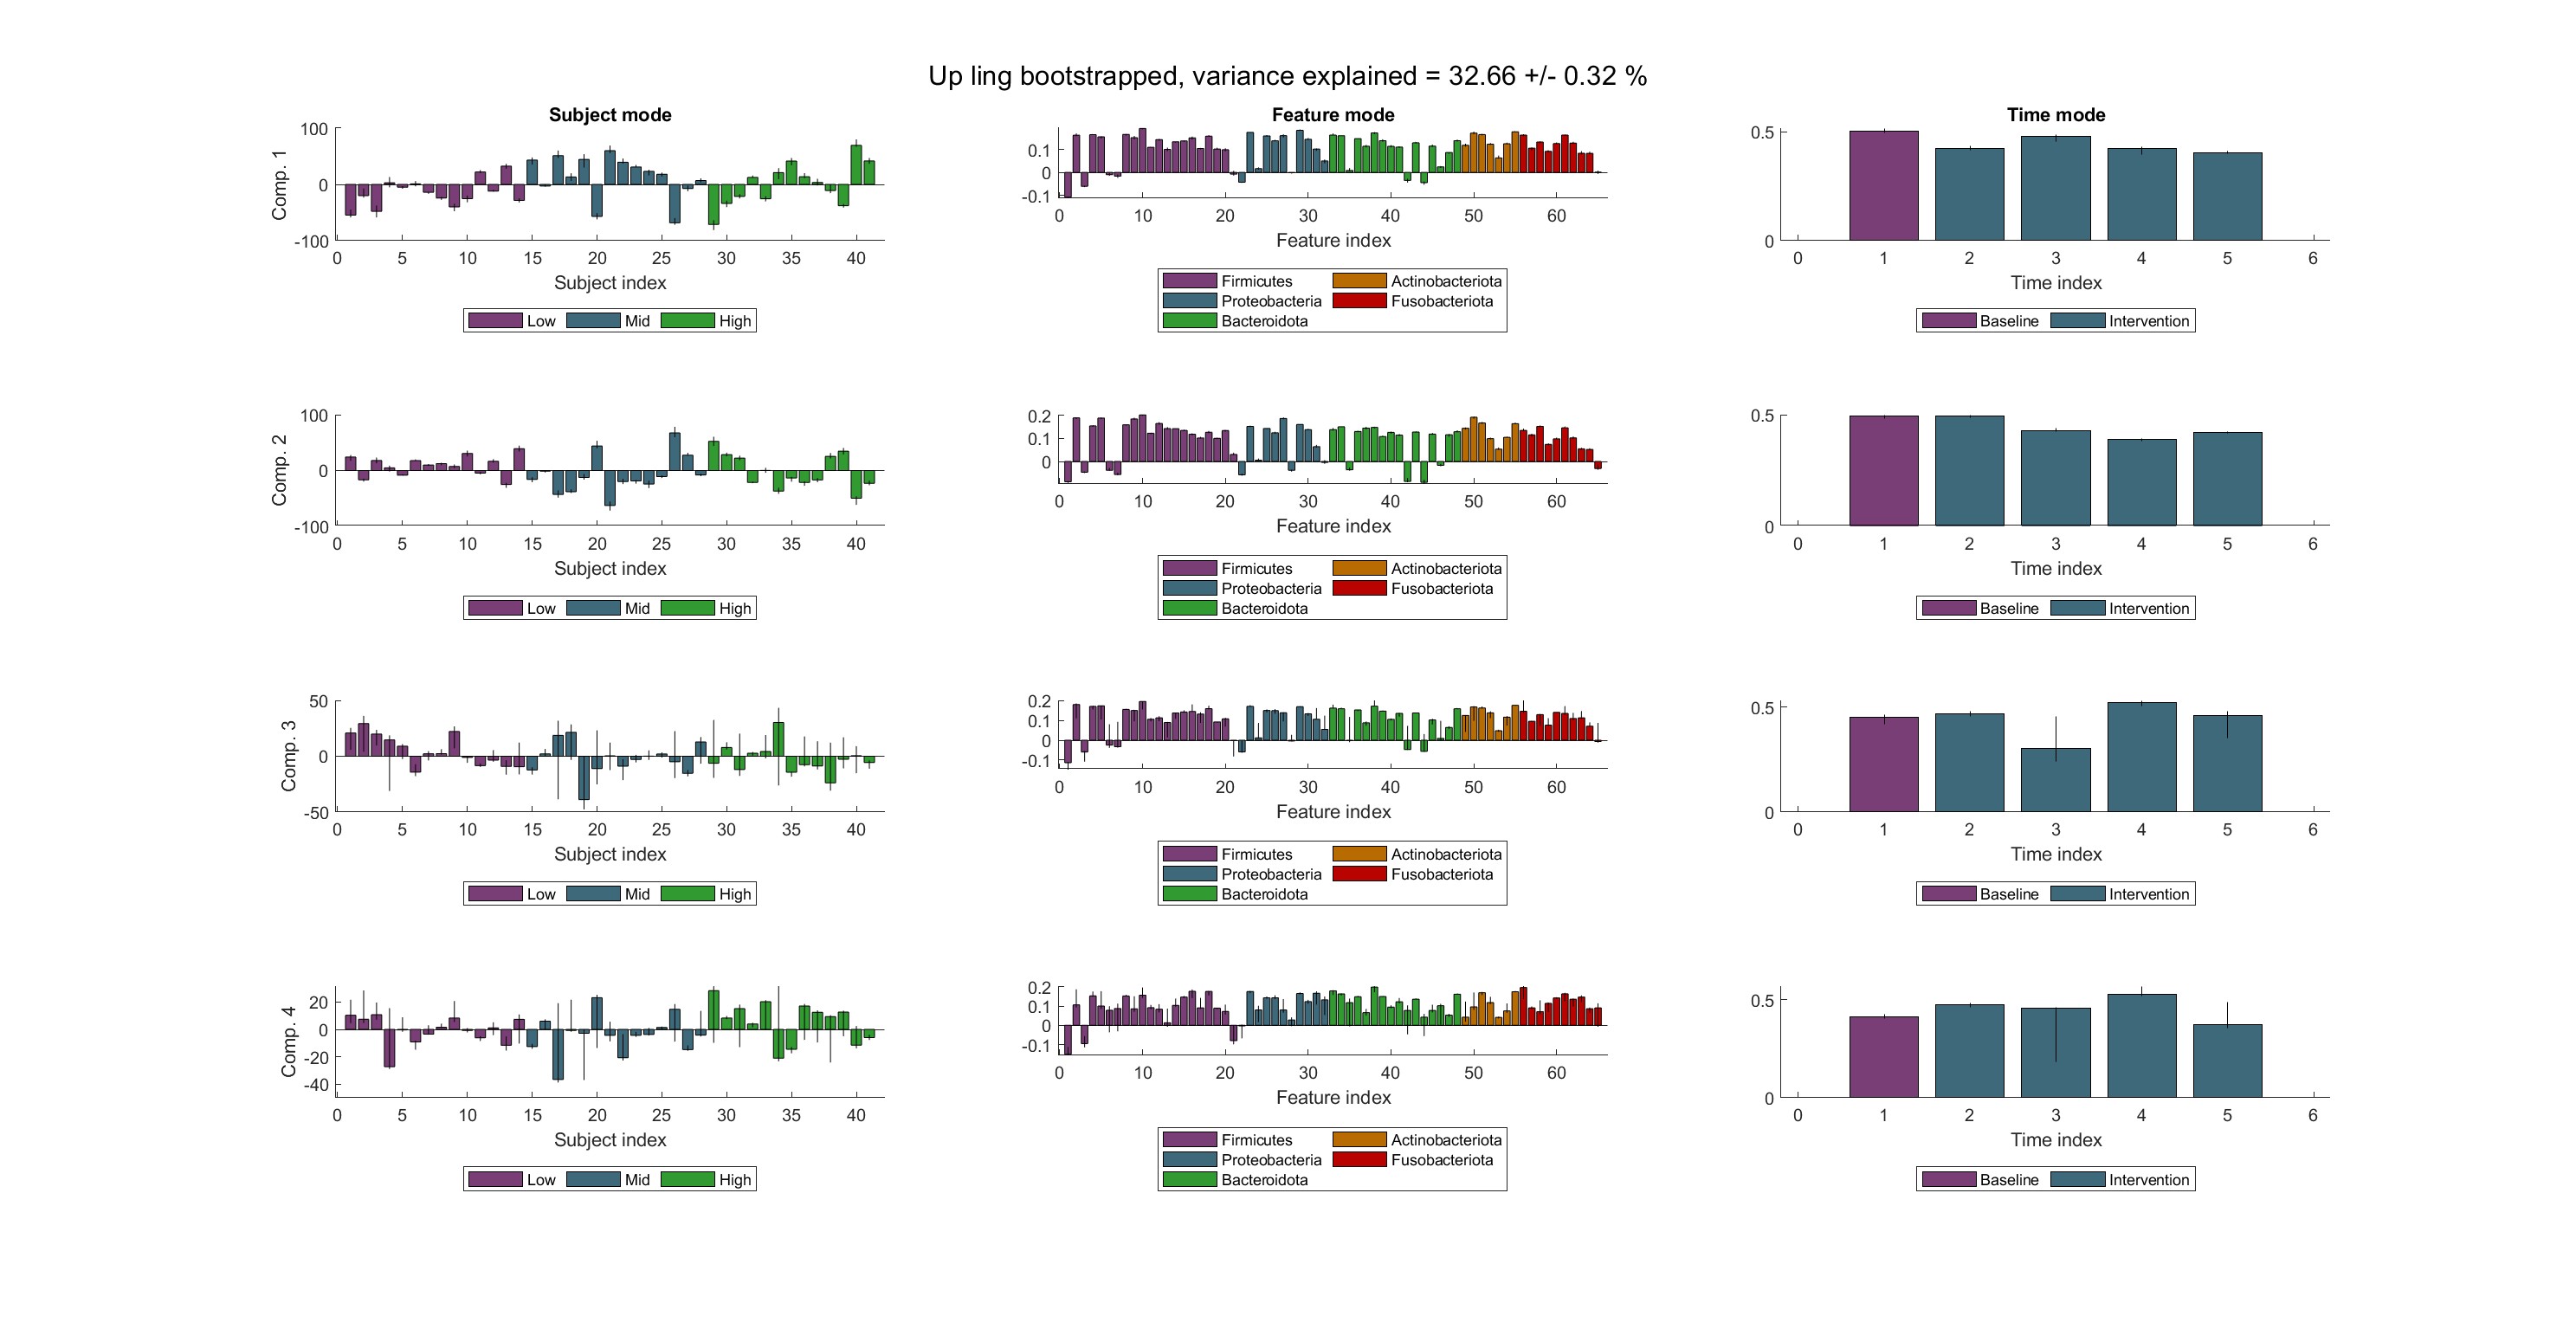 Up ling bootstrapped, variance explained = 32.66 +/- 0.32 %
Subject mode
Feature mode
Time mode
Comp. 1
100
0
-100
0 5 10 15 20 25 30 35 40
Subject index
Low Mid High
0.1
0
-0.1
0 10 20 30 40 50 60
Feature index
Firmicutes Actinobacteriota
Proteobacteria Fusobacteriota
Bacteroidota
0.5
0
0 1 2 3 4 5 6
Time index
Baseline Intervention
Comp. 2
100
0
-100
0 5 10 15 20 25 30 35 40
Subject index
Low Mid High
0.2
0.1
0
0 10 20 30 40 50 60
Feature index
Firmicutes Actinobacteriota
Proteobacteria Fusobacteriota
Bacteroidota
0.5
0
0 1 2 3 4 5 6
Time index
Baseline Intervention
Comp. 3
50
0
-50
0 5 10 15 20 25 30 35 40
Subject index
Low Mid High
0.2
0.1
0
-0.1
0 10 20 30 40 50 60
Feature index
Firmicutes Actinobacteriota
Proteobacteria Fusobacteriota
Bacteroidota
0.5
0
0 1 2 3 4 5 6
Time index
Baseline Intervention
Comp. 4
20
0
-20
-40
0 5 10 15 20 25 30 35 40
Subject index
Low Mid High
0.2
0.1
0
-0.1
0 10 20 30 40 50 60
Feature index
Firmicutes Actinobacteriota
Proteobacteria Fusobacteriota
Bacteroidota
0.5
0
0 1 2 3 4 5 6
Time index
Baseline Intervention